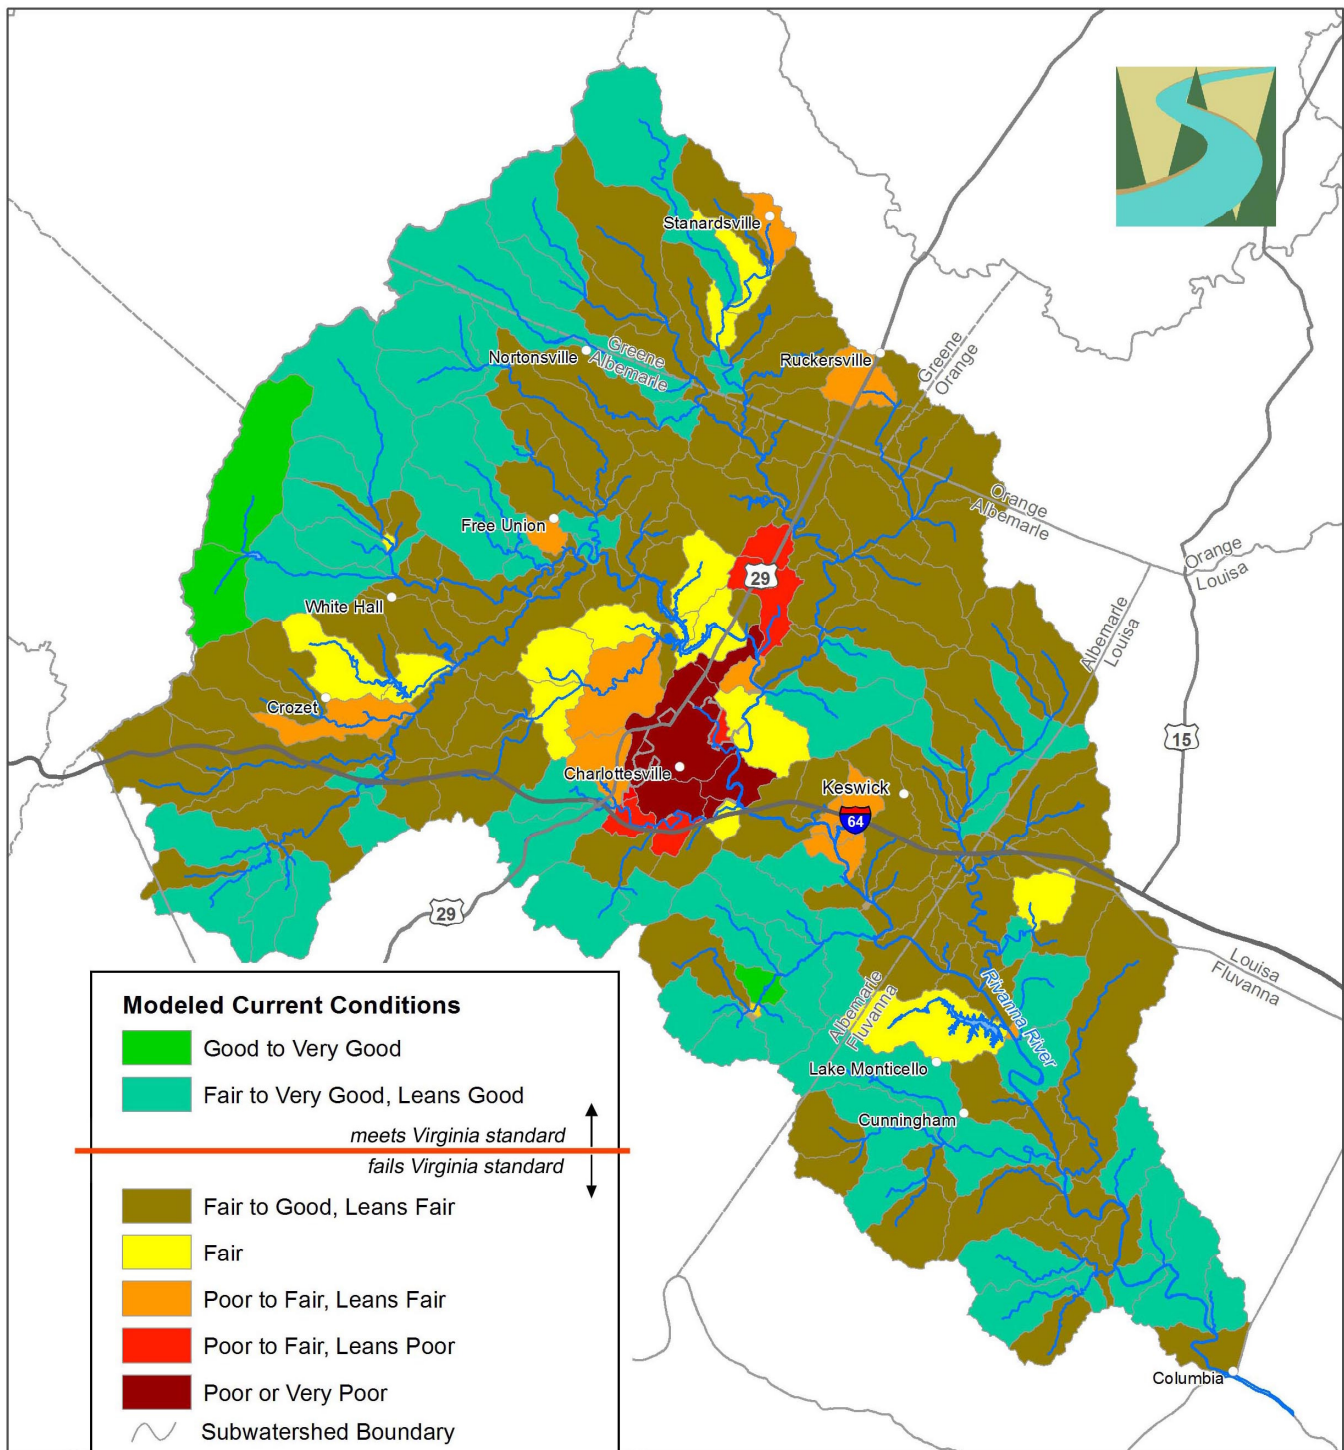 Stanardsville
Nortonsville
Greene
Albemarle
Ruckersville
Greene
Orange
Orange
Albemarle
Free Union
Orange
Louisa
29
White Hall
Albemarle
Louisa
Crozet
15
Charlottesville
Keswick
64
29
Louisa
Fluvanna
Rivanna River
Albemarle
Fluvanna
Lake Monticello
Cunningham
Columbia
Modeled Current Conditions
Good to Very Good
Fair to Very Good, Leans Good
meets Virginia standard
fails Virginia standard
Fair to Good, Leans Fair
Fair
Poor to Fair, Leans Fair
Poor to Fair, Leans Poor
Poor or Very Poor
Subwatershed Boundary